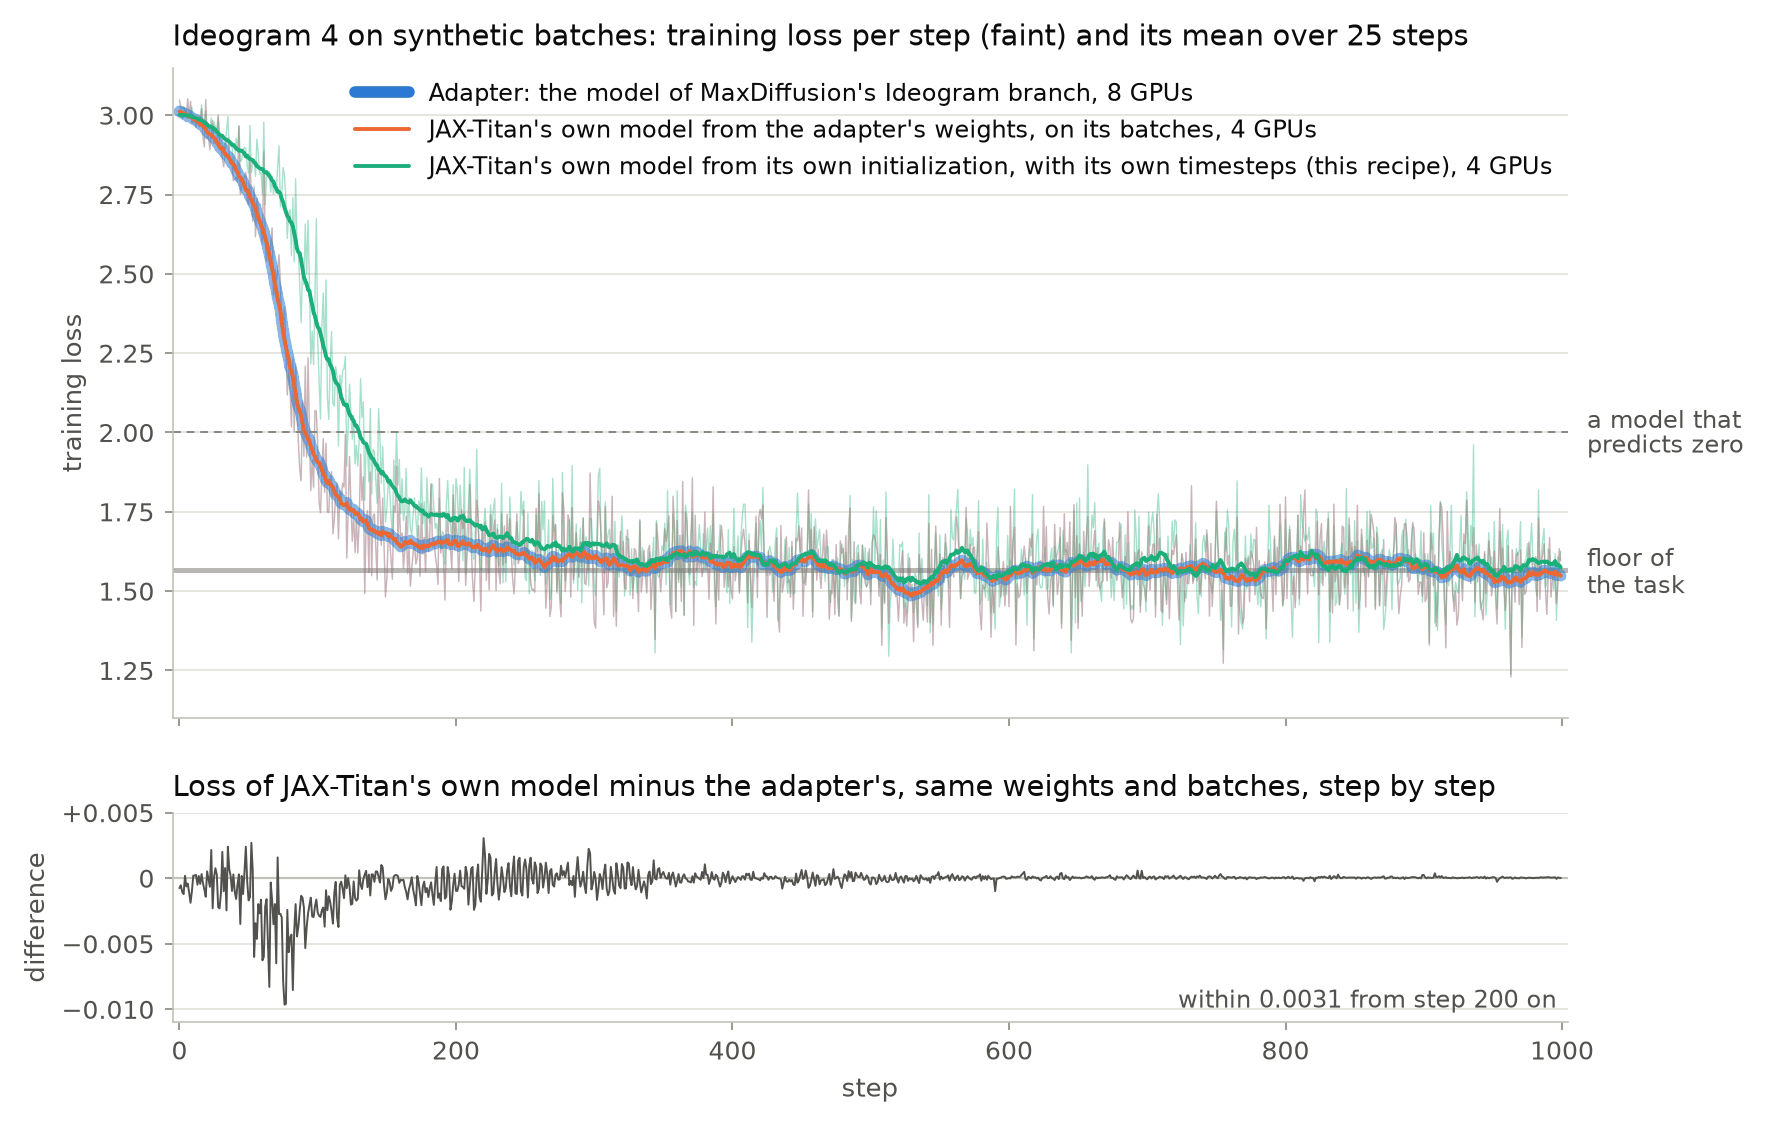 Ideogram 4 on synthetic batches: training loss per step (faint) and its mean over 25 steps
Adapter: the model of MaxDiffusion's Ideogram branch, 8 GPUs
JAX-Titan's own model from the adapter's weights, on its batches, 4 GPUs
JAX-Titan's own model from its own initialization, with its own timesteps (this recipe), 4 GPUs
3.00
2.75
2.50
2.25
2.00
1.75
1.50
1.25
training loss
a model that
predicts zero
floor of
the task
Loss of JAX-Titan's own model minus the adapter's, same weights and batches, step by step
+0.005
0
−0.005
−0.010
difference
within 0.0031 from step 200 on
0
200
400
600
800
1000
step